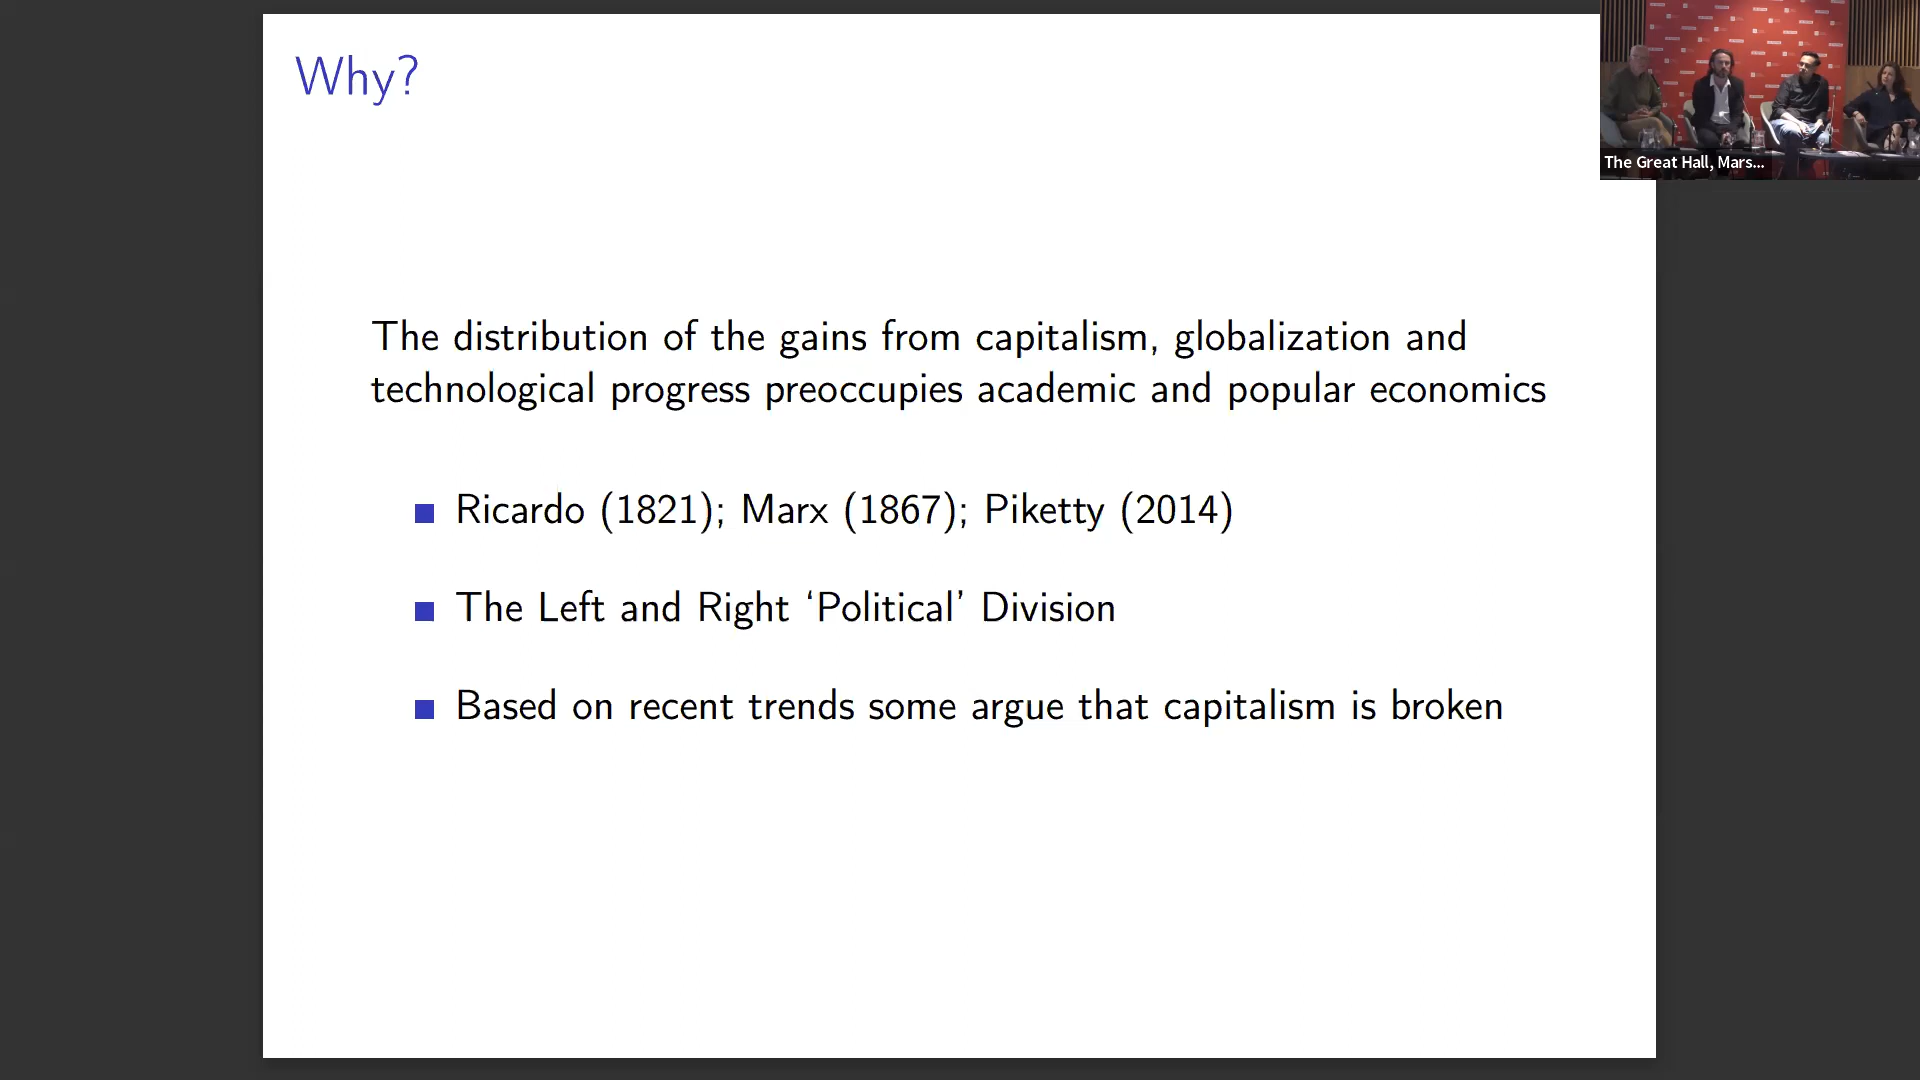 Why?
The Great Hall, Mars...
The distribution of the gains from capitalism, globalization and
technological progress preoccupies academic and popular economics
Ricardo (1821); Marx (1867); Piketty (2014)
The Left and Right ‘Political’ Division
Based on recent trends some argue that capitalism is broken